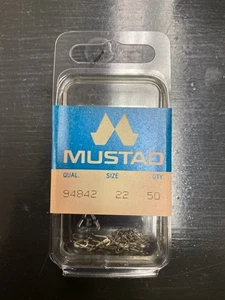 MUSTAD
QUAL. SIZE QTY.
94842 22 50